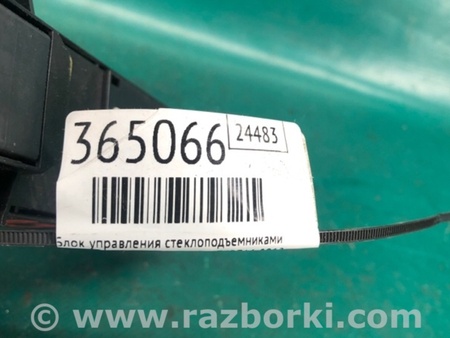 365066 24483
Блок управления стеклоподъемниками
© www.razborki.com